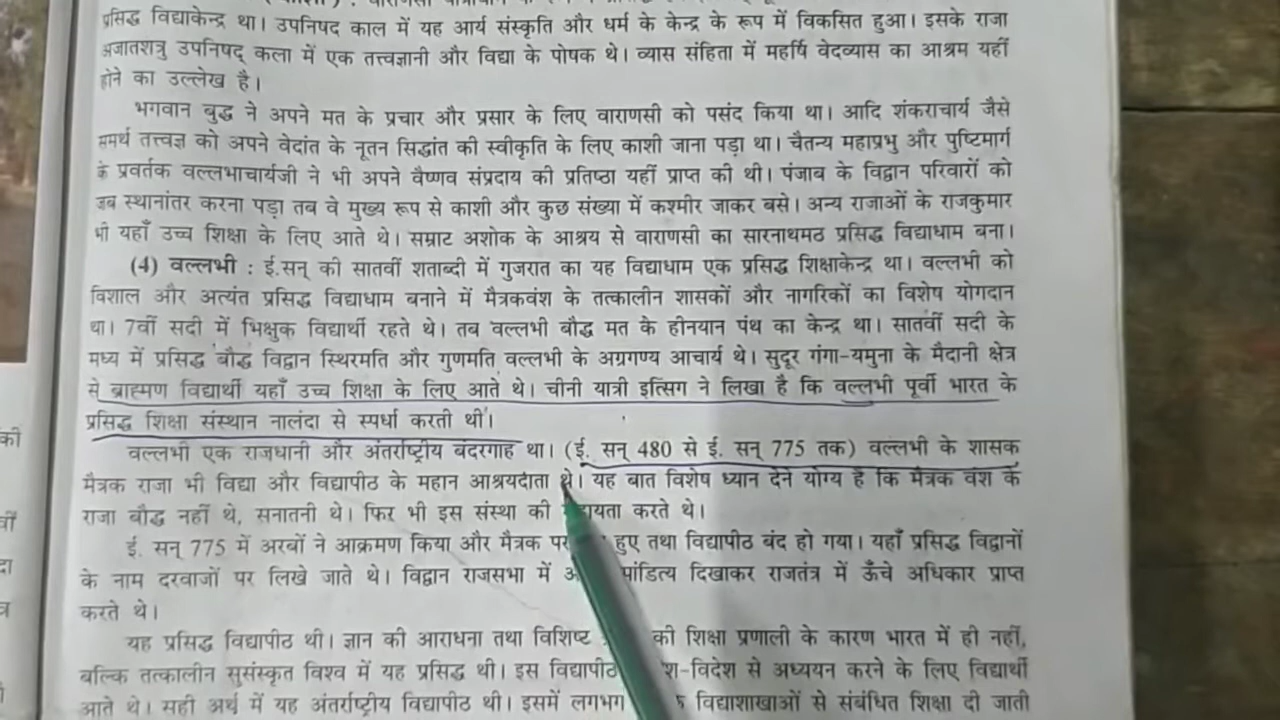 प्रसिद्ध विद्याकेन्द्र था। उपनिषद काल में यह आर्य संस्कृति और धर्म के केन्द्र के रूप में विकसित हुआ। इसके राजा
अजातशत्रु उपनिषद् कला में एक तत्त्वज्ञानी और विद्या के पोषक थे। व्यास संहिता में महर्षि वेदव्यास का आश्रम यहीं
होने का उल्लेख है।
भगवान बुद्ध ने अपने मत के प्रचार और प्रसार के लिए वाराणसी को पसंद किया था। आदि शंकराचार्य जैसे
समर्थ तत्त्वज्ञ को अपने वेदांत के नूतन सिद्धांत की स्वीकृति के लिए काशी जाना पड़ा था। चैतन्य महाप्रभु और पुष्टिमार्ग
के प्रवर्तक वल्लभाचार्यजी ने भी अपने वैष्णव संप्रदाय की प्रतिष्ठा यहीं प्राप्त की थी। पंजाब के विद्वान परिवारों को
जब स्थानांतर करना पड़ा तब वे मुख्य रूप से काशी और कुछ संख्या में कश्मीर जाकर बसे। अन्य राजाओं के राजकुमार
भी यहाँ उच्च शिक्षा के लिए आते थे। सम्राट अशोक के आश्रय से वाराणसी का सारनाथमठ प्रसिद्ध विद्याधाम बना।
(4) वल्लभी : ई.सन् की सातवीं शताब्दी में गुजरात का यह विद्याधाम एक प्रसिद्ध शिक्षाकेन्द्र था। वल्लभी को
विशाल और अत्यंत प्रसिद्ध विद्याधाम बनाने में मैत्रकवंश के तत्कालीन शासकों और नागरिकों का विशेष योगदान
था। 7वीं सदी में भिक्षुक विद्यार्थी रहते थे। तब वल्लभी बौद्ध मत के हीनयान पंथ का केन्द्र था। सातवीं सदी के
मध्य में प्रसिद्ध बौद्ध विद्वान स्थिरमति और गुणमति वल्लभी के अग्रगण्य आचार्य थे। सुदूर गंगा-यमुना के मैदानी क्षेत्र
से ब्राह्मण विद्यार्थी यहाँ उच्च शिक्षा के लिए आते थे। चीनी यात्री इत्सिंग ने लिखा है कि वल्लभी पूर्वी भारत के
प्रसिद्ध शिक्षा संस्थान नालंदा से स्पर्धा करती थी।
वल्लभी एक राजधानी और अंतर्राष्ट्रीय बंदरगाह था। (ई. सन् 480 से ई. सन् 775 तक) वल्लभी के शासक
मैत्रक राजा भी विद्या और विद्यापीठ के महान आश्रयदाता थे। यह बात विशेष ध्यान देने योग्य है कि मैत्रक वंश के
राजा बौद्ध नहीं थे, सनातनी थे। फिर भी इस संस्था की करते थे।
ई. सन् 775 में अरबों ने आक्रमण किया और मैत्रक हुए तथा विद्यापीठ बंद हो गया। यहाँ प्रसिद्ध विद्वानों
के नाम दरवाजों पर लिखे जाते थे। विद्वान राजसभा में पांडित्य दिखाकर राजतंत्र में ऊँचे अधिकार प्राप्त
करते थे।
यह प्रसिद्ध विद्यापीठ थी। ज्ञान की आराधना तथा विशिष्ट की शिक्षा प्रणाली के कारण भारत में ही नहीं,
बल्कि तत्कालीन सुसंस्कृत विश्व में यह प्रसिद्ध थी। इस विद्यापीठ से अध्ययन करने के लिए विद्यार्थी
आते थे। सही अर्थ में यह अंतर्राष्ट्रीय विद्यापीठ थी। इसमें लगभग विद्याशाखाओं से संबंधित शिक्षा दी जाती